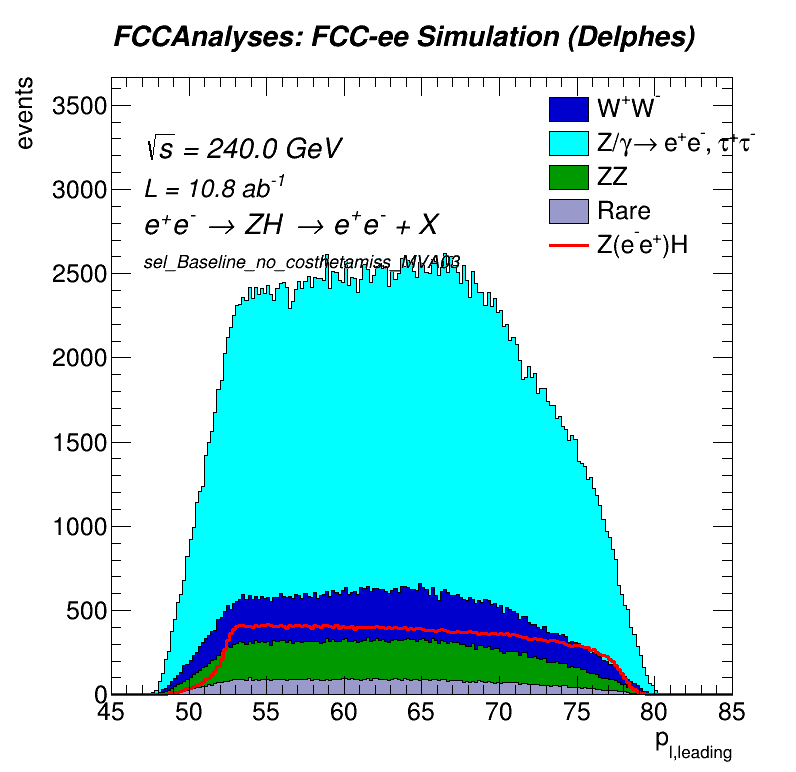 FCCAnalyses: FCC-ee Simulation (Delphes)
events
3500
3000
2500
2000
1500
1000
500
0
√s = 240.0 GeV
L = 10.8 ab⁻¹
e⁺e⁻ → ZH → e⁺e⁻ + X
sel_Baseline_no_costhetamiss_MVA03
W⁺W⁻
Z/γ→ e⁺e⁻, τ⁺τ⁻
ZZ
Rare
Z(e⁻e⁺)H
45 50 55 60 65 70 75 80 85
p_l,leading